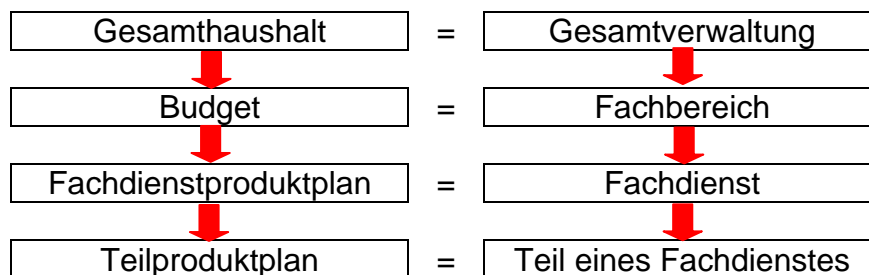 Gesamthaushalt = Gesamtverwaltung
Budget = Fachbereich
Fachdienstproduktplan = Fachdienst
Teilproduktplan = Teil eines Fachdienstes